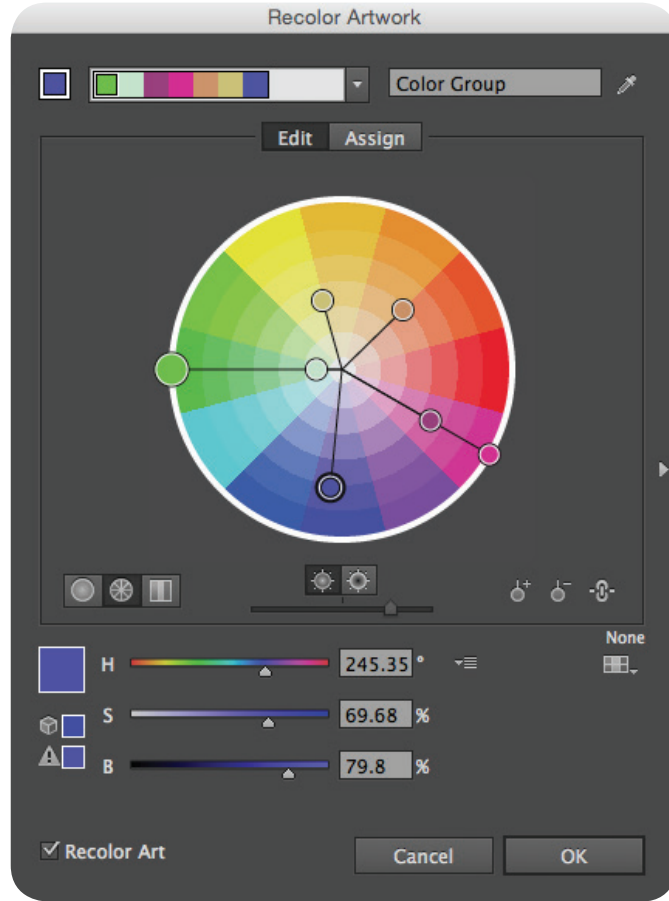 Recolor Artwork
Color Group
Edit Assign
None
H 245.35 °
S 69.68 %
B 79.8 %
Recolor Art Cancel OK